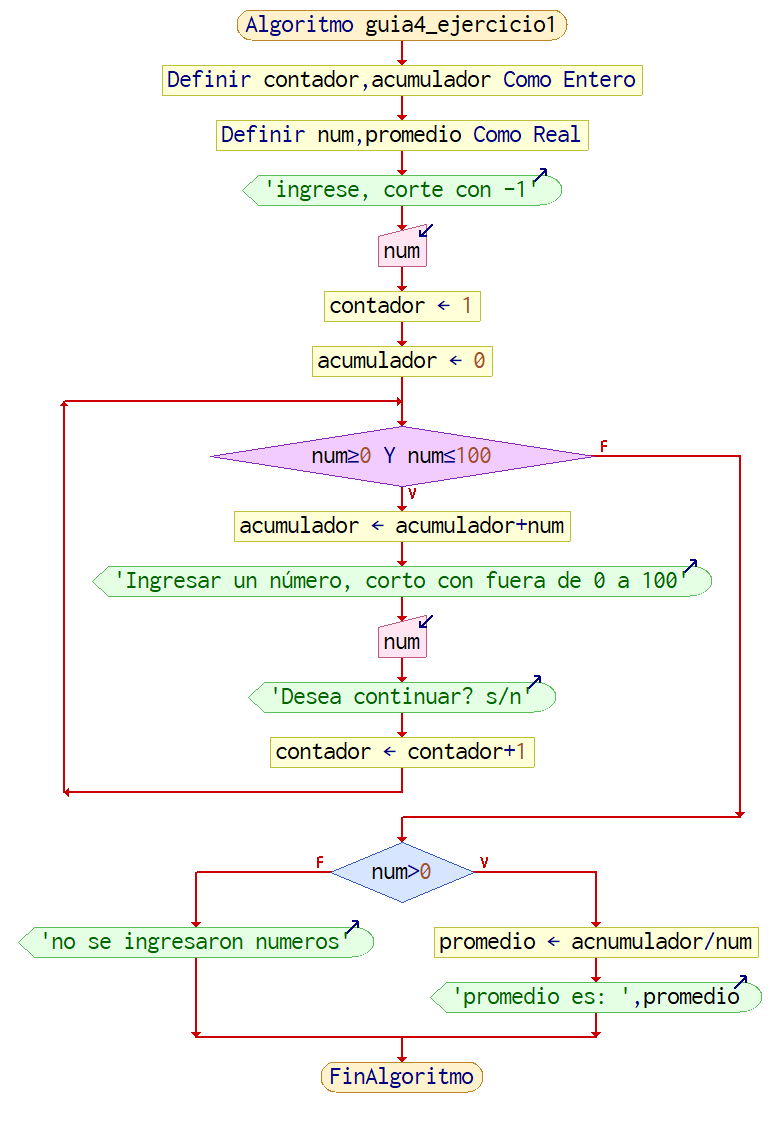 Algoritmo guia4_ejercicio1
Definir contador,acumulador Como Entero
Definir num,promedio Como Real
'ingrese, corte con -1'
num
contador ← 1
acumulador ← 0
num≥0 Y num≤100
F
V
acumulador ← acumulador+num
'Ingresar un número, corto con fuera de 0 a 100'
num
'Desea continuar? s/n'
contador ← contador+1
num>0
F
V
'no se ingresaron numeros'
promedio ← acnumulador/num
'promedio es: ',promedio
FinAlgoritmo